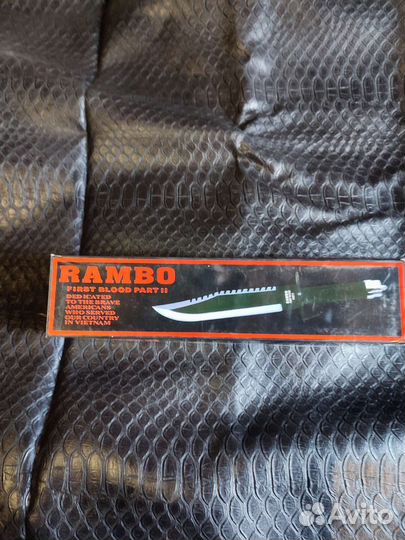 RAMBO
FIRST BLOOD PART II
DEDICATED
TO THE BRAVE
AMERICANS
WHO SERVED
OUR COUNTRY
IN VIETNAM
Avito